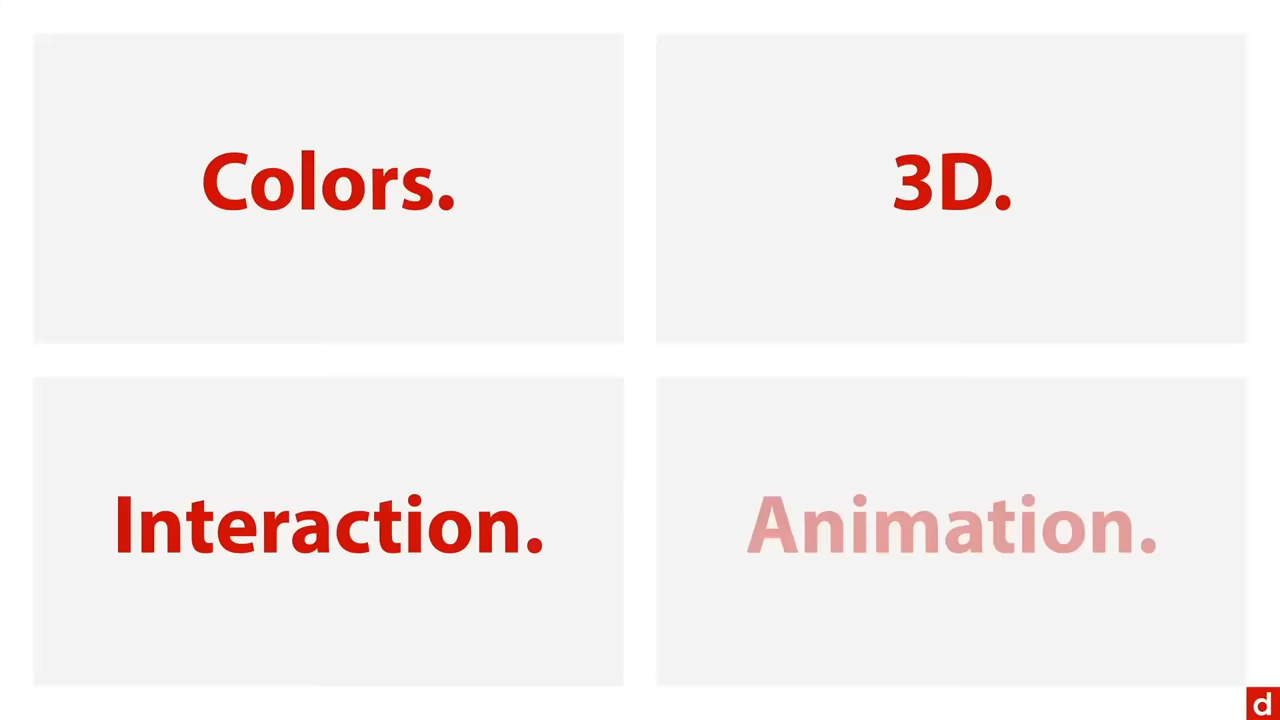 Colors.
3D.
Interaction.
Animation.
d